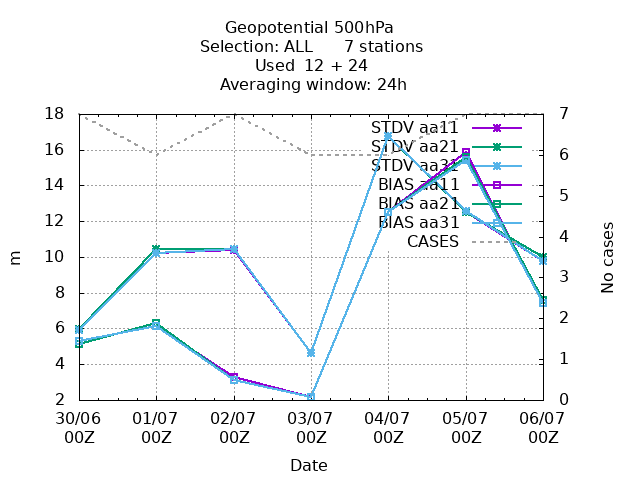 Geopotential 500hPa
Selection: ALL 7 stations
Used 12 + 24
Averaging window: 24h
18
16
14
12
10
8
6
4
2
7
6
5
4
3
2
1
0
STDV aa11
STDV aa21
STDV aa31
BIAS aa11
BIAS aa21
BIAS aa31
CASES
m
No cases
30/06 01/07 02/07 03/07 04/07 05/07 06/07
00Z 00Z 00Z 00Z 00Z 00Z 00Z
Date